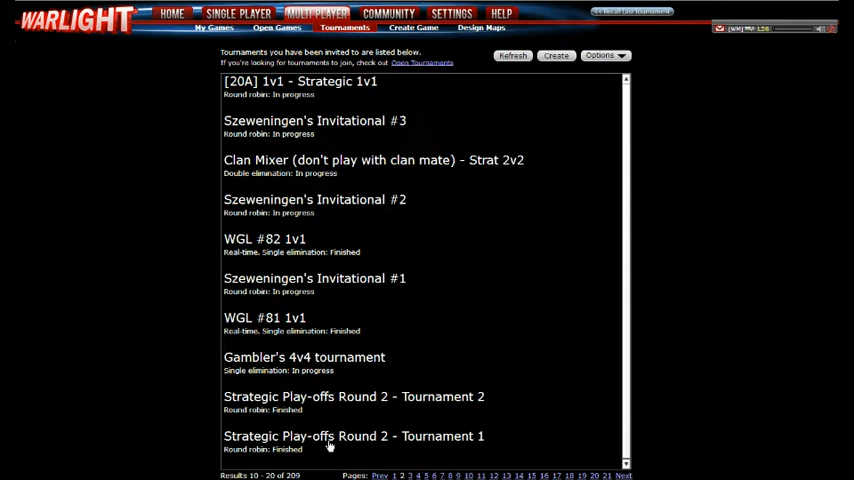 WARLIGHT
HOME SINGLE PLAYER MULTI-PLAYER COMMUNITY SETTINGS HELP
My Games Open Games Tournaments Create Game Design Maps
[WM] L56
Tournaments you have been invited to are listed below.
If you're looking for tournaments to join, check out Open Tournaments
Refresh Create Options
[20A] 1v1 - Strategic 1v1
Round robin: In progress
Szeweningen's Invitational #3
Round robin: In progress
Clan Mixer (don't play with clan mate) - Strat 2v2
Double elimination: In progress
Szeweningen's Invitational #2
Round robin: In progress
WGL #82 1v1
Real-time. Single elimination: Finished
Szeweningen's Invitational #1
Round robin: In progress
WGL #81 1v1
Real-time. Single elimination: Finished
Gambler's 4v4 tournament
Single elimination: In progress
Strategic Play-offs Round 2 - Tournament 2
Round robin: Finished
Strategic Play-offs Round 2 - Tournament 1
Round robin: Finished
Results 10 - 20 of 209 Pages: Prev 1 2 3 4 5 6 7 8 9 10 11 12 13 14 15 16 17 18 19 20 21 Next